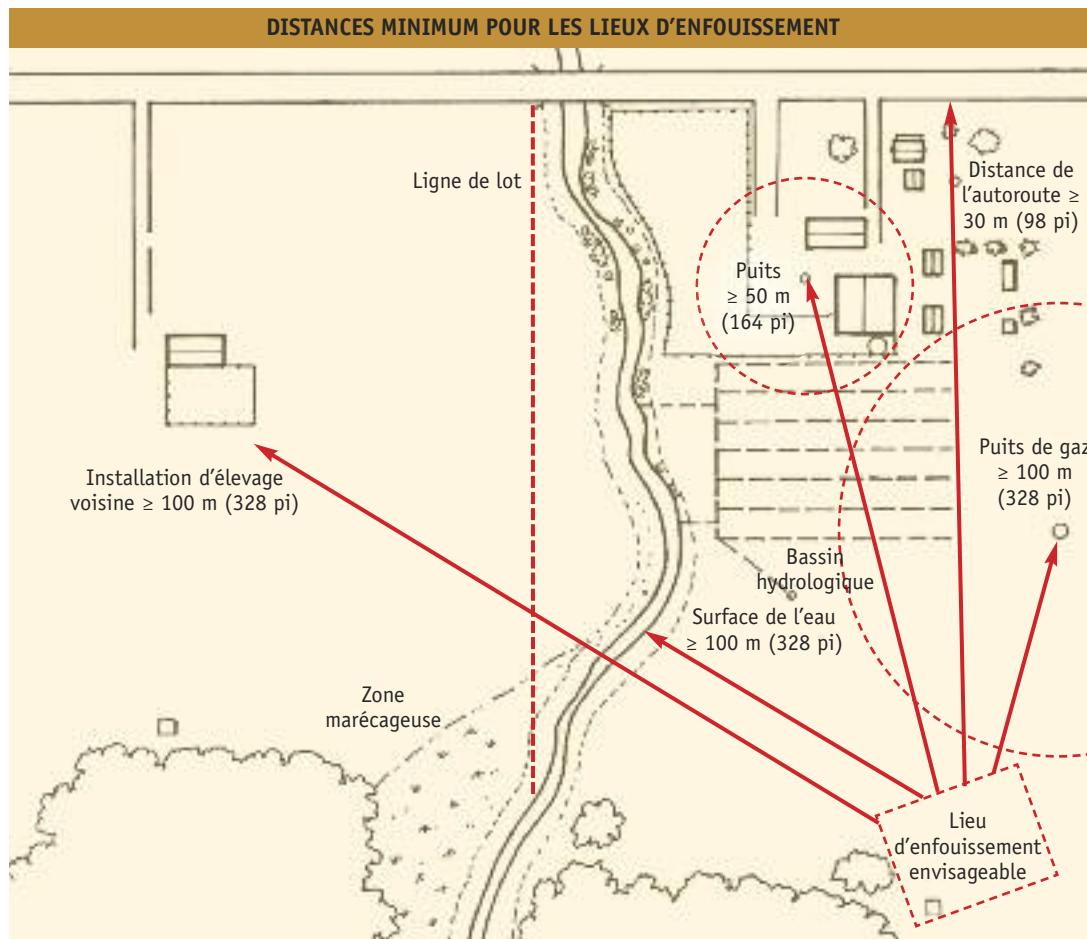 DISTANCES MINIMUM POUR LES LIEUX D'ENFOUISSEMENT
Ligne de lot
Distance de
l'autoroute ≥
30 m (98 pi)
Puits
≥ 50 m
(164 pi)
Installation d'élevage
voisine ≥ 100 m (328 pi)
Puits de gaz
≥ 100 m
(328 pi)
Bassin
hydrologique
Surface de l'eau
≥ 100 m (328 pi)
Zone
marécageuse
Lieu
d'enfouissement
envisageable